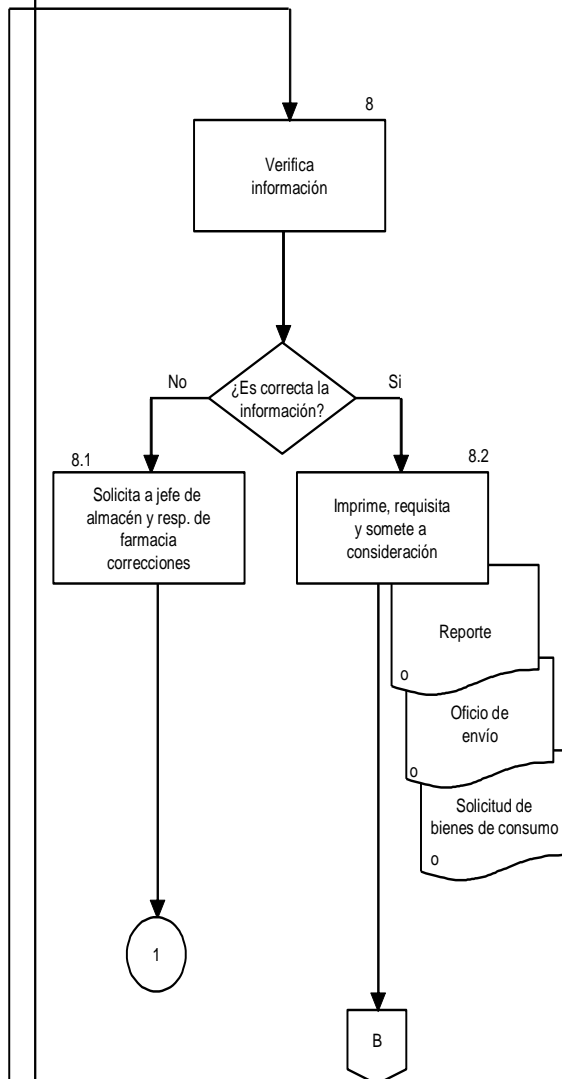 8
Verifica
información
¿Es correcta la
información?
No
Si
8.1
Solicita a jefe de
almacén y resp. de
farmacia
correcciones
8.2
Imprime, requisita
y somete a
consideración
Reporte
o
Oficio de
envío
o
Solicitud de
bienes de consumo
o
1
B